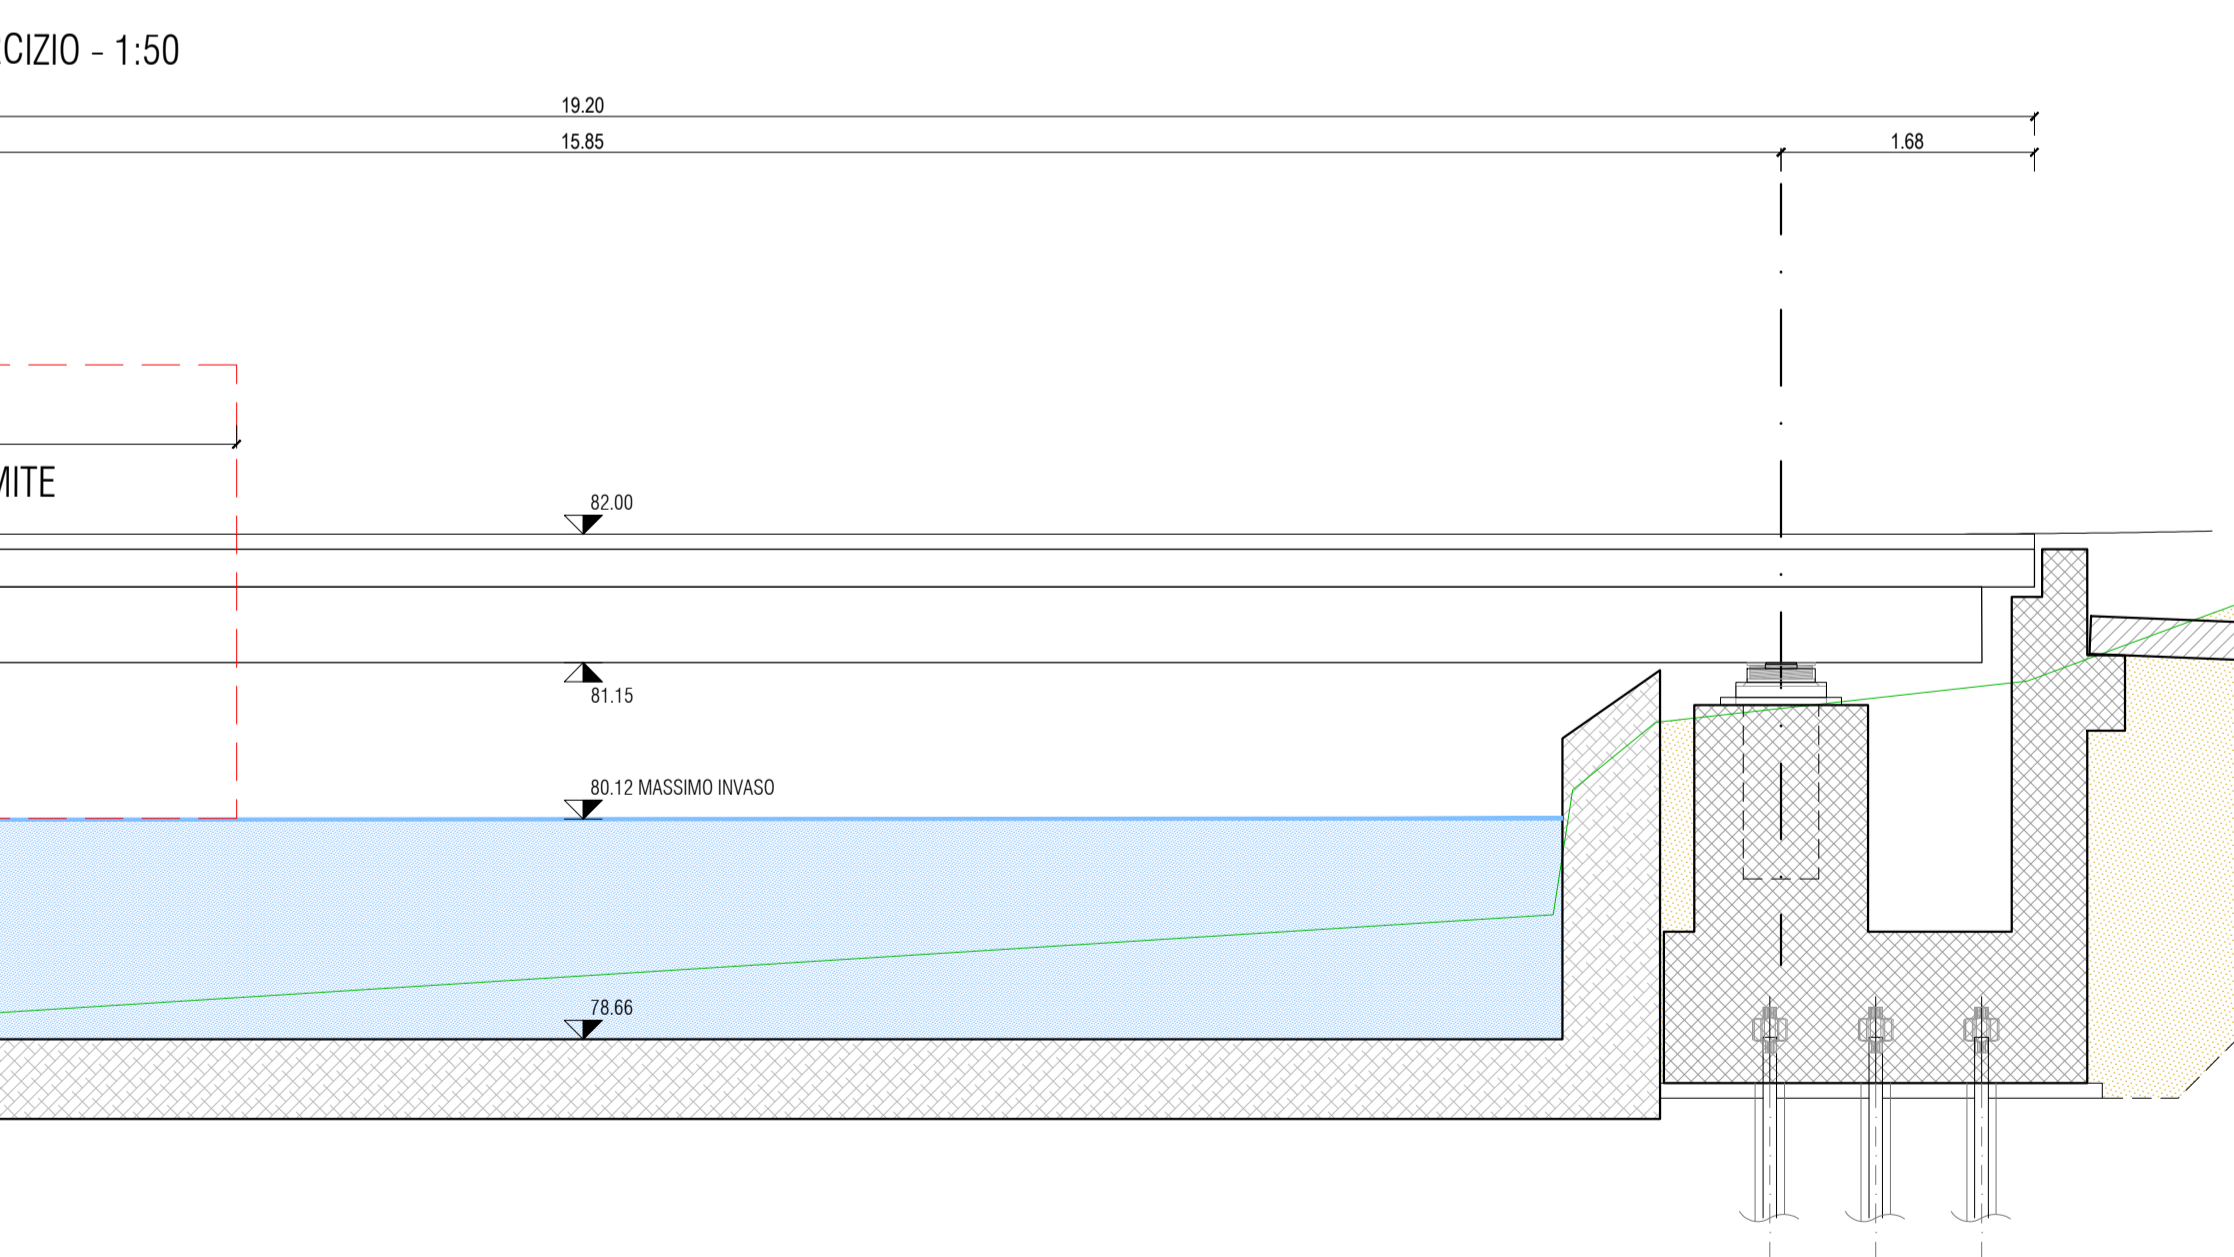 CIZIO - 1:50
19.20
15.85
1.68
MITE
82.00
81.15
80.12 MASSIMO INVASO
78.66